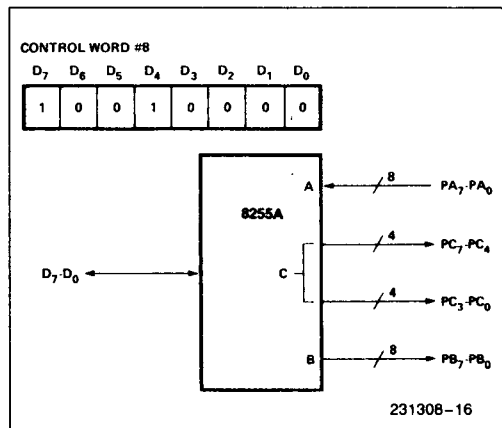 CONTROL WORD #8
D7 D6 D5 D4 D3 D2 D1 D0
1 0 0 1 0 0 0 0
A 8 PA7-PA0
8255A
4 PC7-PC4
D7-D0 C
4 PC3-PC0
B 8 PB7-PB0
231308-16